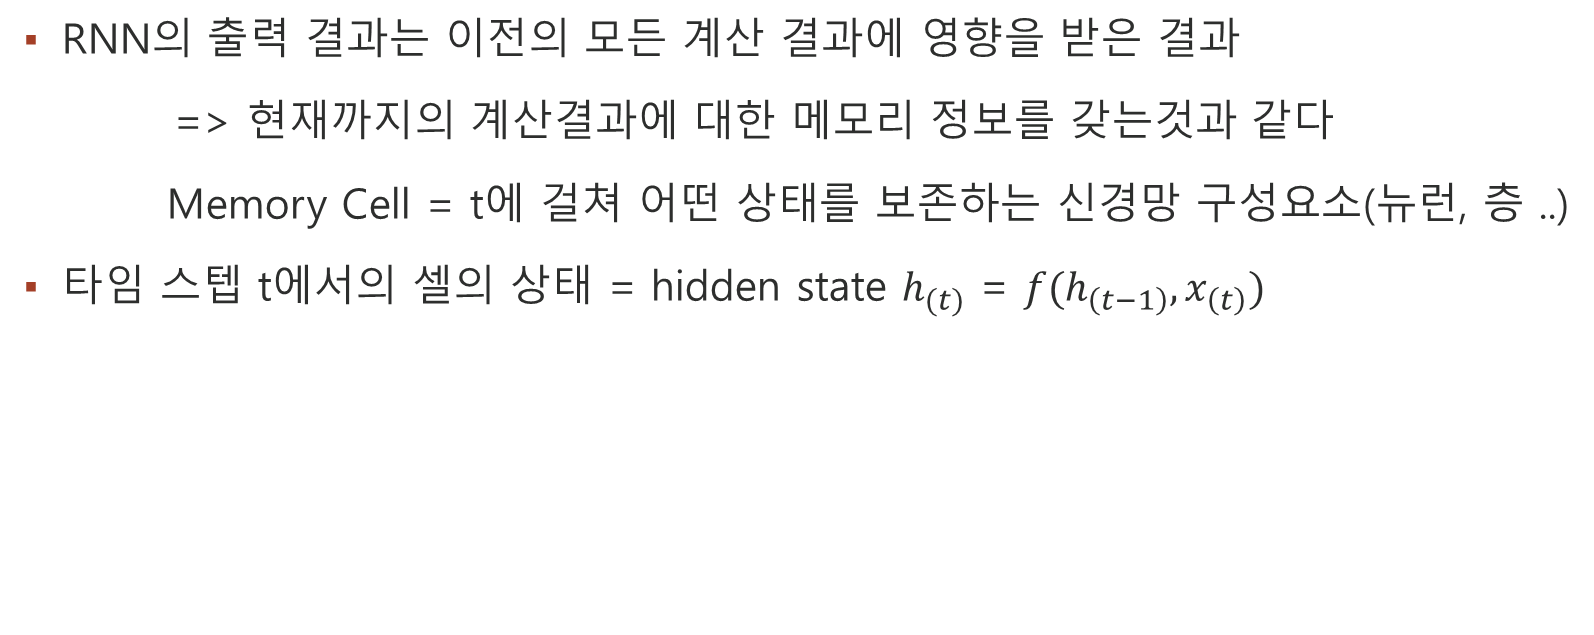 ▪ RNN의 출력 결과는 이전의 모든 계산 결과에 영향을 받은 결과
=> 현재까지의 계산결과에 대한 메모리 정보를 갖는것과 같다
Memory Cell = t에 걸쳐 어떤 상태를 보존하는 신경망 구성요소(뉴런, 층 ..)
▪ 타임 스텝 t에서의 셀의 상태 = hidden state $h_{(t)} = f(h_{(t-1)}, x_{(t)})$